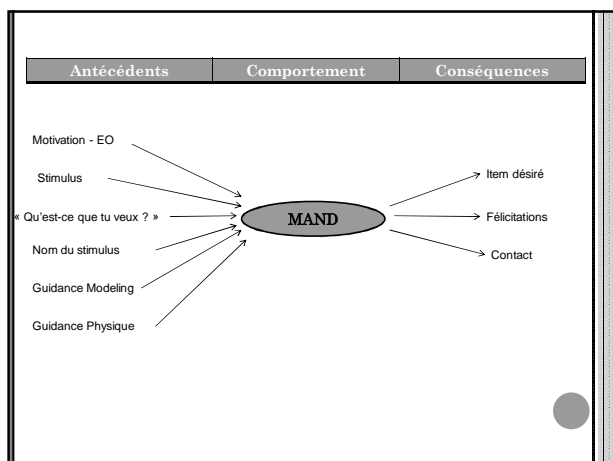 Antécédents Comportement Conséquences
Motivation - EO
Stimulus
« Qu'est-ce que tu veux ? »
Nom du stimulus
Guidance Modeling
Guidance Physique
MAND
Item désiré
Félicitations
Contact